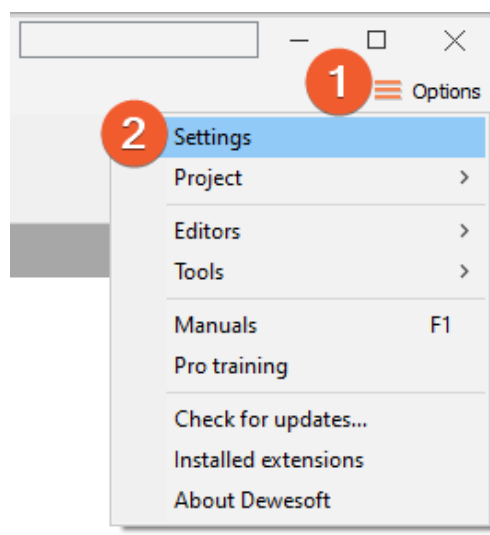 1
Options
2
Settings
Project
Editors
Tools
Manuals F1
Pro training
Check for updates...
Installed extensions
About Dewesoft